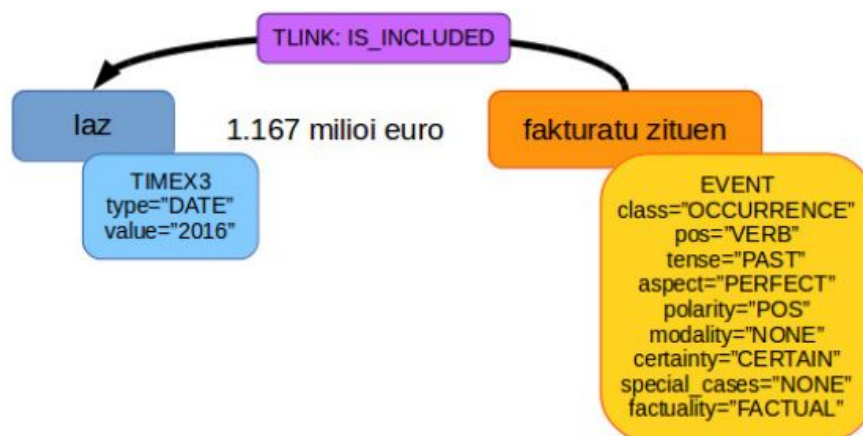 TLINK: IS_INCLUDED
Iaz 1.167 milioi euro fakturatu zituen
TIMEX3
type="DATE"
value="2016"
EVENT
class="OCCURRENCE"
pos="VERB"
tense="PAST"
aspect="PERFECT"
polarity="POS"
modality="NONE"
certainty="CERTAIN"
special_cases="NONE"
factuality="FACTUAL"